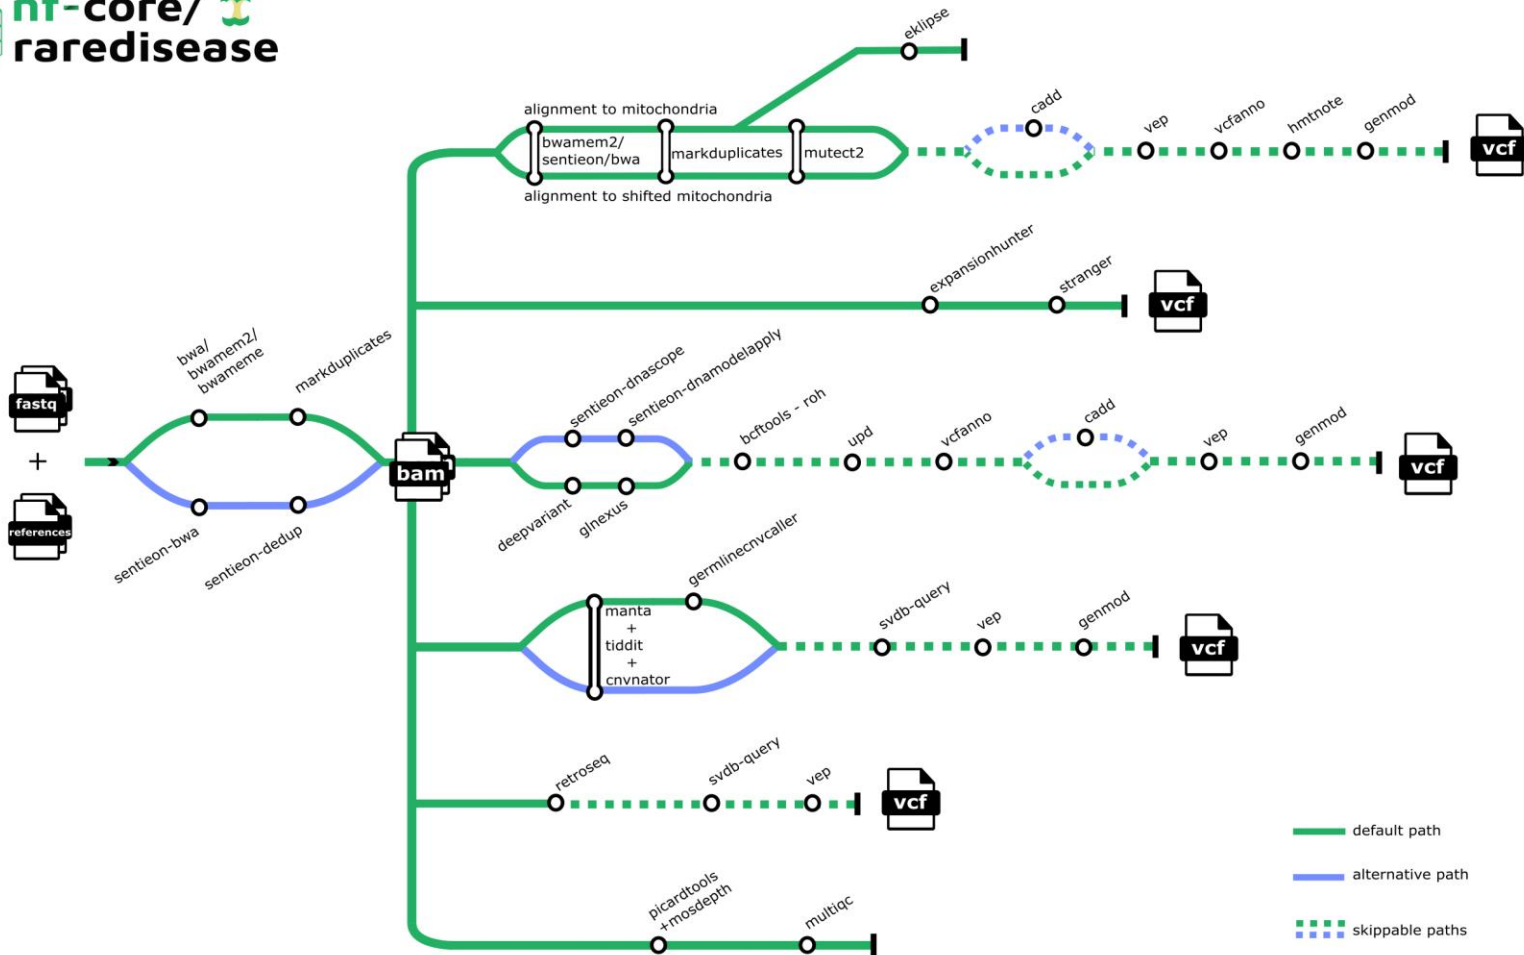 nf-core/
raredisease
eklipse
alignment to mitochondria
bwamem2/
sentieon/bwa
markduplicates
mutect2
alignment to shifted mitochondria
cadd
vep
vcfanno
hmtnote
genmod
vcf
expansionhunter
stranger
vcf
fastq
+
references
bwa/
bwamem2/
bwameme
markduplicates
sentieon-bwa
sentieon-dedup
bam
sentieon-dnascope
sentieon-dnamodelapply
deepvariant
glnexus
bcftools - roh
upd
vcfanno
cadd
vep
genmod
vcf
manta
+
tiddit
+
cnvnator
germlinecnvcaller
svdb-query
vep
genmod
vcf
retroseq
svdb-query
vep
vcf
picardtools
+mosdepth
multiqc
default path
alternative path
skippable paths